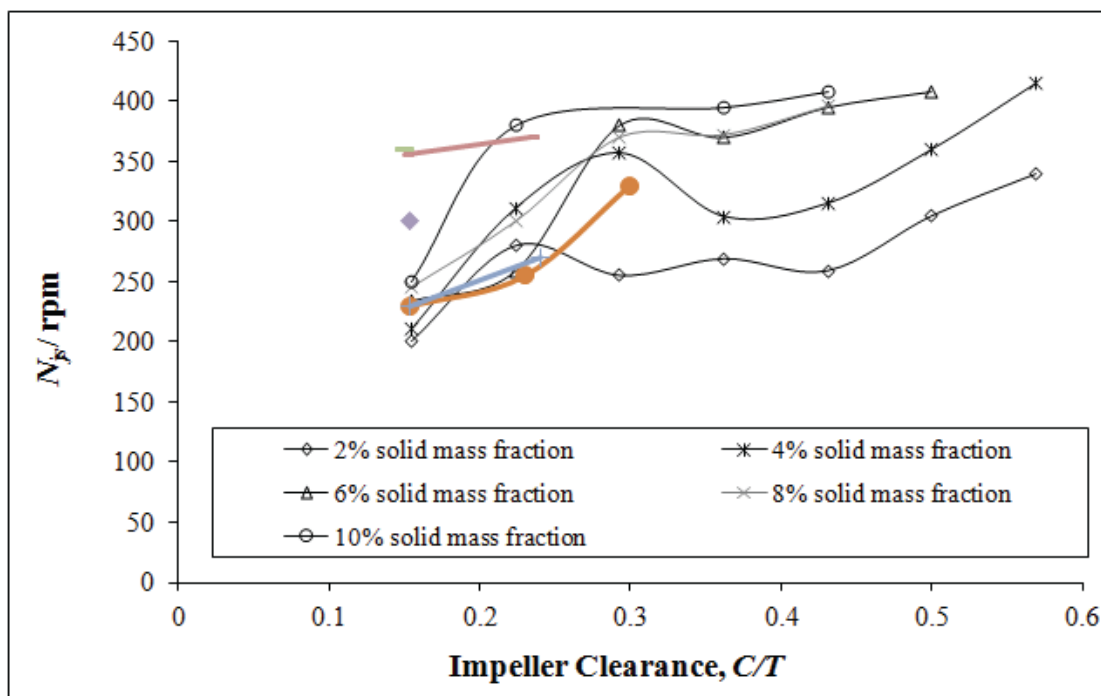 450
400
350
300
250
200
150
100
50
0
N_js / rpm
2% solid mass fraction
4% solid mass fraction
6% solid mass fraction
8% solid mass fraction
10% solid mass fraction
0 0.1 0.2 0.3 0.4 0.5 0.6
Impeller Clearance, C/T